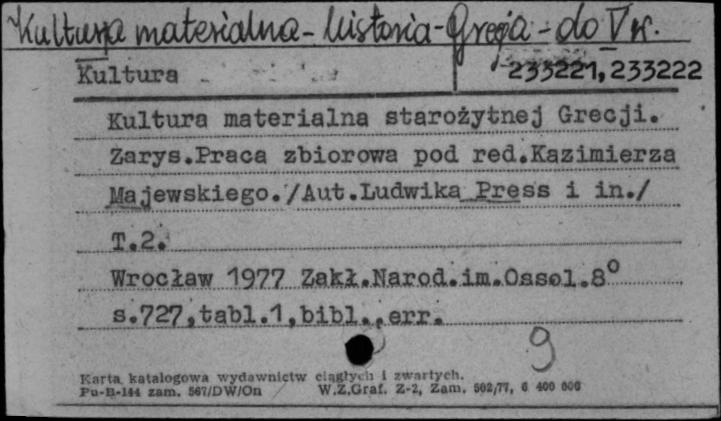 Kultura materialna - historia - Grecja - do V w.
Kultura 233221, 233222
Kultura materialna starożytnej Grecji.
Zarys.Praca zbiorowa pod red.Kazimierza
Majewskiego./Aut.Ludwika Press i in./
T.2.
Wrocław 1977 Zakł.Narod.im.Ossol.8°
s.727,tabl.1,bibl.,err.
9
Karta katalogowa wydawnictw ciągłych i zwartych.
Pu-B-144 zam. 567/DW/On W.Z.Graf. Z-2, Zam. 502/77, 6 400 000